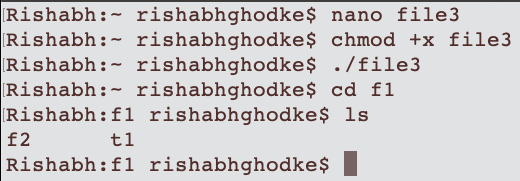 [Rishabh:~ rishabhghodke$ nano file3
[Rishabh:~ rishabhghodke$ chmod +x file3
[Rishabh:~ rishabhghodke$ ./file3
[Rishabh:~ rishabhghodke$ cd f1
[Rishabh:f1 rishabhghodke$ ls
f2 t1
Rishabh:f1 rishabhghodke$